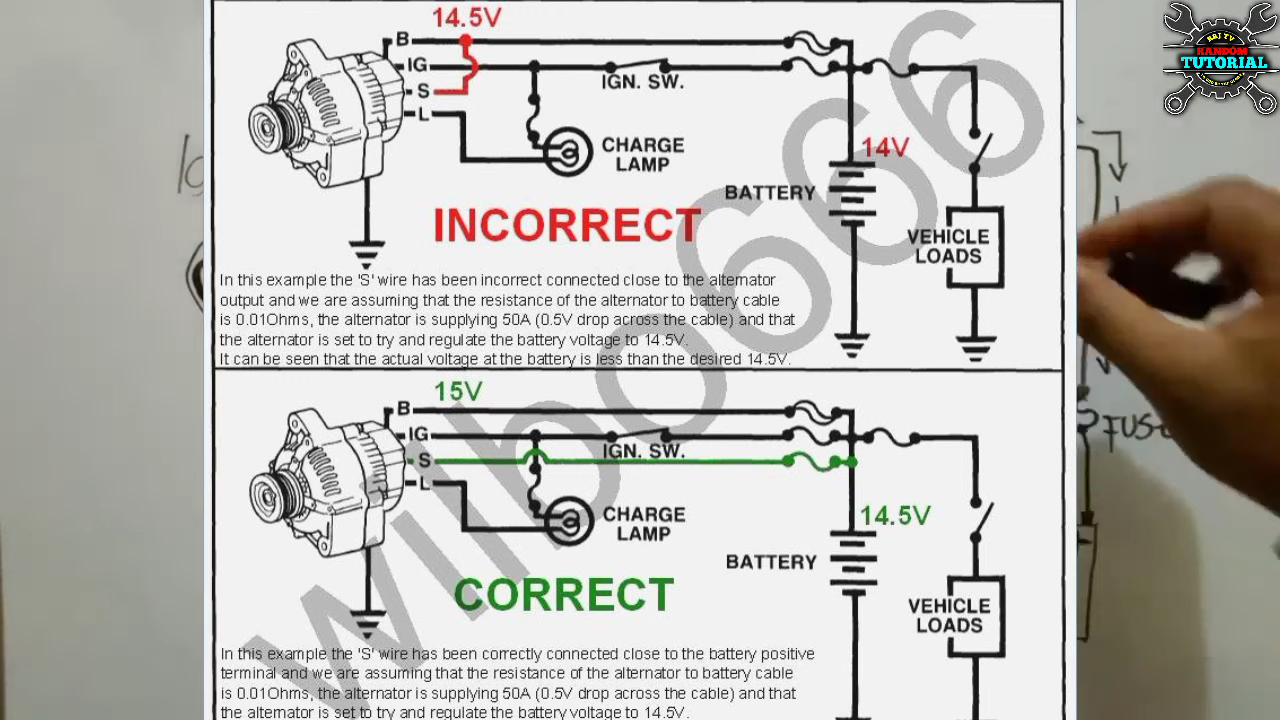 14.5V
B
IG
S
L
IGN. SW.
CHARGE
LAMP
14V
BATTERY
VEHICLE
LOADS
INCORRECT
In this example the 'S' wire has been incorrect connected close to the alternator
output and we are assuming that the resistance of the alternator to battery cable
is 0.01Ohms, the alternator is supplying 50A (0.5V drop across the cable) and that
the alternator is set to try and regulate the battery voltage to 14.5V.
It can be seen that the actual voltage at the battery is less than the desired 14.5V.
15V
B
IG
S
L
IGN. SW.
CHARGE
LAMP
14.5V
BATTERY
VEHICLE
LOADS
CORRECT
In this example the 'S' wire has been correctly connected close to the battery positive
terminal and we are assuming that the resistance of the alternator to battery cable
is 0.01Ohms, the alternator is supplying 50A (0.5V drop across the cable) and that
the alternator is set to try and regulate the battery voltage to 14.5V.
wilbo666
RANDOM
TUTORIAL
FUSE